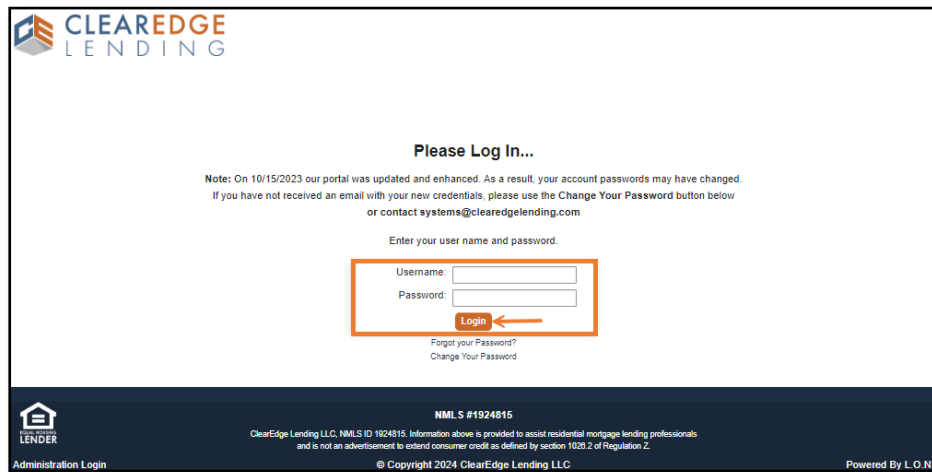 CLEAREDGE
LENDING
Please Log In...
Note: On 10/15/2023 our portal was updated and enhanced. As a result, your account passwords may have changed.
If you have not received an email with your new credentials, please use the Change Your Password button below
or contact systems@clearedgelending.com
Enter your user name and password.
Username:
Password:
Login
Forgot your Password?
Change Your Password
NMLS #1924815
EQUAL HOUSING
LENDER
ClearEdge Lending LLC, NMLS ID 1924815. Information above is provided to assist residential mortgage lending professionals
and is not an advertisement to extend consumer credit as defined by section 1026.2 of Regulation Z.
Administration Login © Copyright 2024 ClearEdge Lending LLC Powered By L.O.N